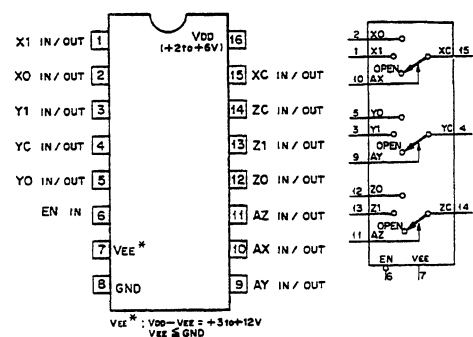 X1 IN/OUT 1
X0 IN/OUT 2
Y1 IN/OUT 3
YC IN/OUT 4
Y0 IN/OUT 5
EN IN 6
7 VEE*
8 GND
VDD 16
(+2to+6V)
15 XC IN/OUT
14 ZC IN/OUT
13 Z1 IN/OUT
12 Z0 IN/OUT
11 AZ IN/OUT
10 AX IN/OUT
9 AY IN/OUT
VEE* : VDD-VEE = +3to+12V
VEE ≦ GND
2 X0
1 X1 XC 15
OPEN
10 AX
5 Y0
3 Y1 YC 4
OPEN
9 AY
12 Z0
13 Z1 ZC 14
OPEN
11 AZ
EN VEE
6 7